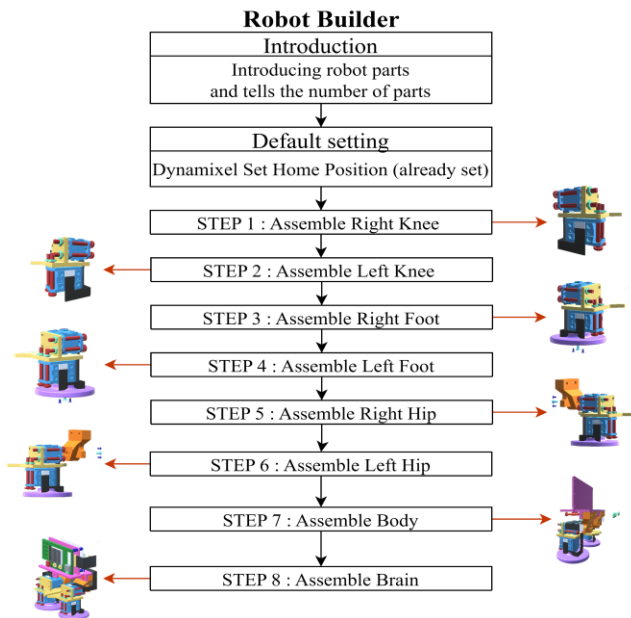 Robot Builder
Introduction
Introducing robot parts
and tells the number of parts
Default setting
Dynamixel Set Home Position (already set)
STEP 1 : Assemble Right Knee
STEP 2 : Assemble Left Knee
STEP 3 : Assemble Right Foot
STEP 4 : Assemble Left Foot
STEP 5 : Assemble Right Hip
STEP 6 : Assemble Left Hip
STEP 7 : Assemble Body
STEP 8 : Assemble Brain